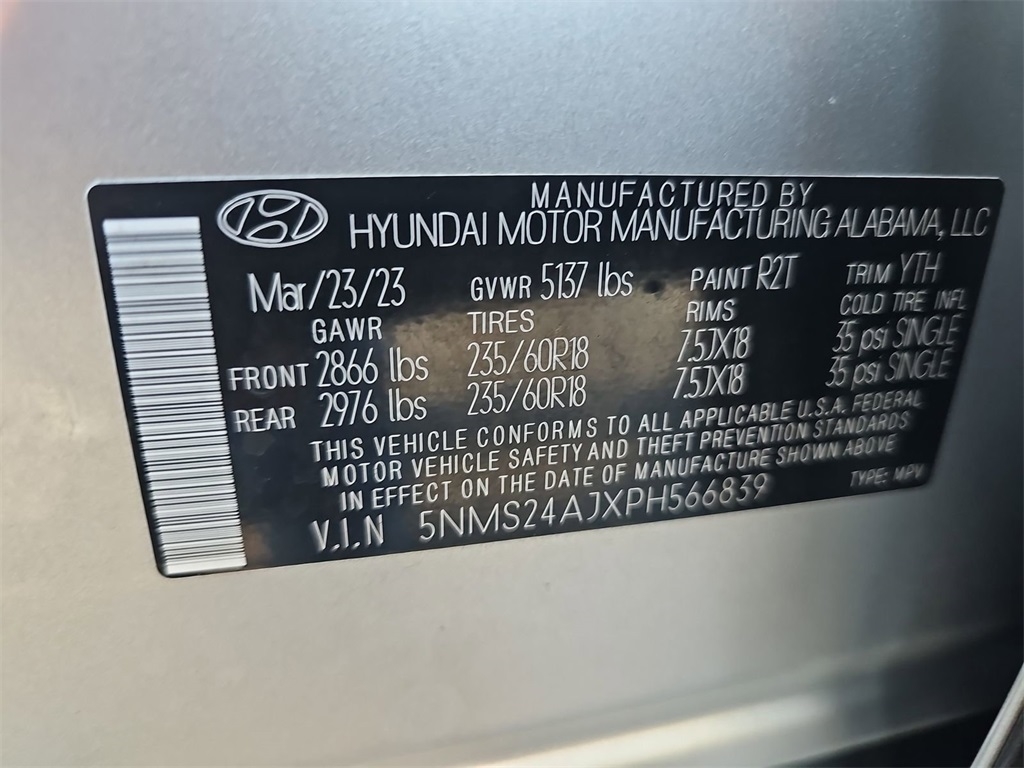 MANUFACTURED BY
HYUNDAI MOTOR MANUFACTURING ALABAMA, LLC
Mar/23/23 GVWR 5137 lbs PAINT R2T TRIM YTH
GAWR TIRES RIMS COLD TIRE INFL
FRONT 2866 lbs 235/60R18 7.5JX18 35 psi SINGLE
REAR 2976 lbs 235/60R18 7.5JX18 35 psi SINGLE
THIS VEHICLE CONFORMS TO ALL APPLICABLE U.S.A. FEDERAL
MOTOR VEHICLE SAFETY AND THEFT PREVENTION STANDARDS
IN EFFECT ON THE DATE OF MANUFACTURE SHOWN ABOVE
V.I.N 5NMS24AJXPH566839 TYPE: MPV